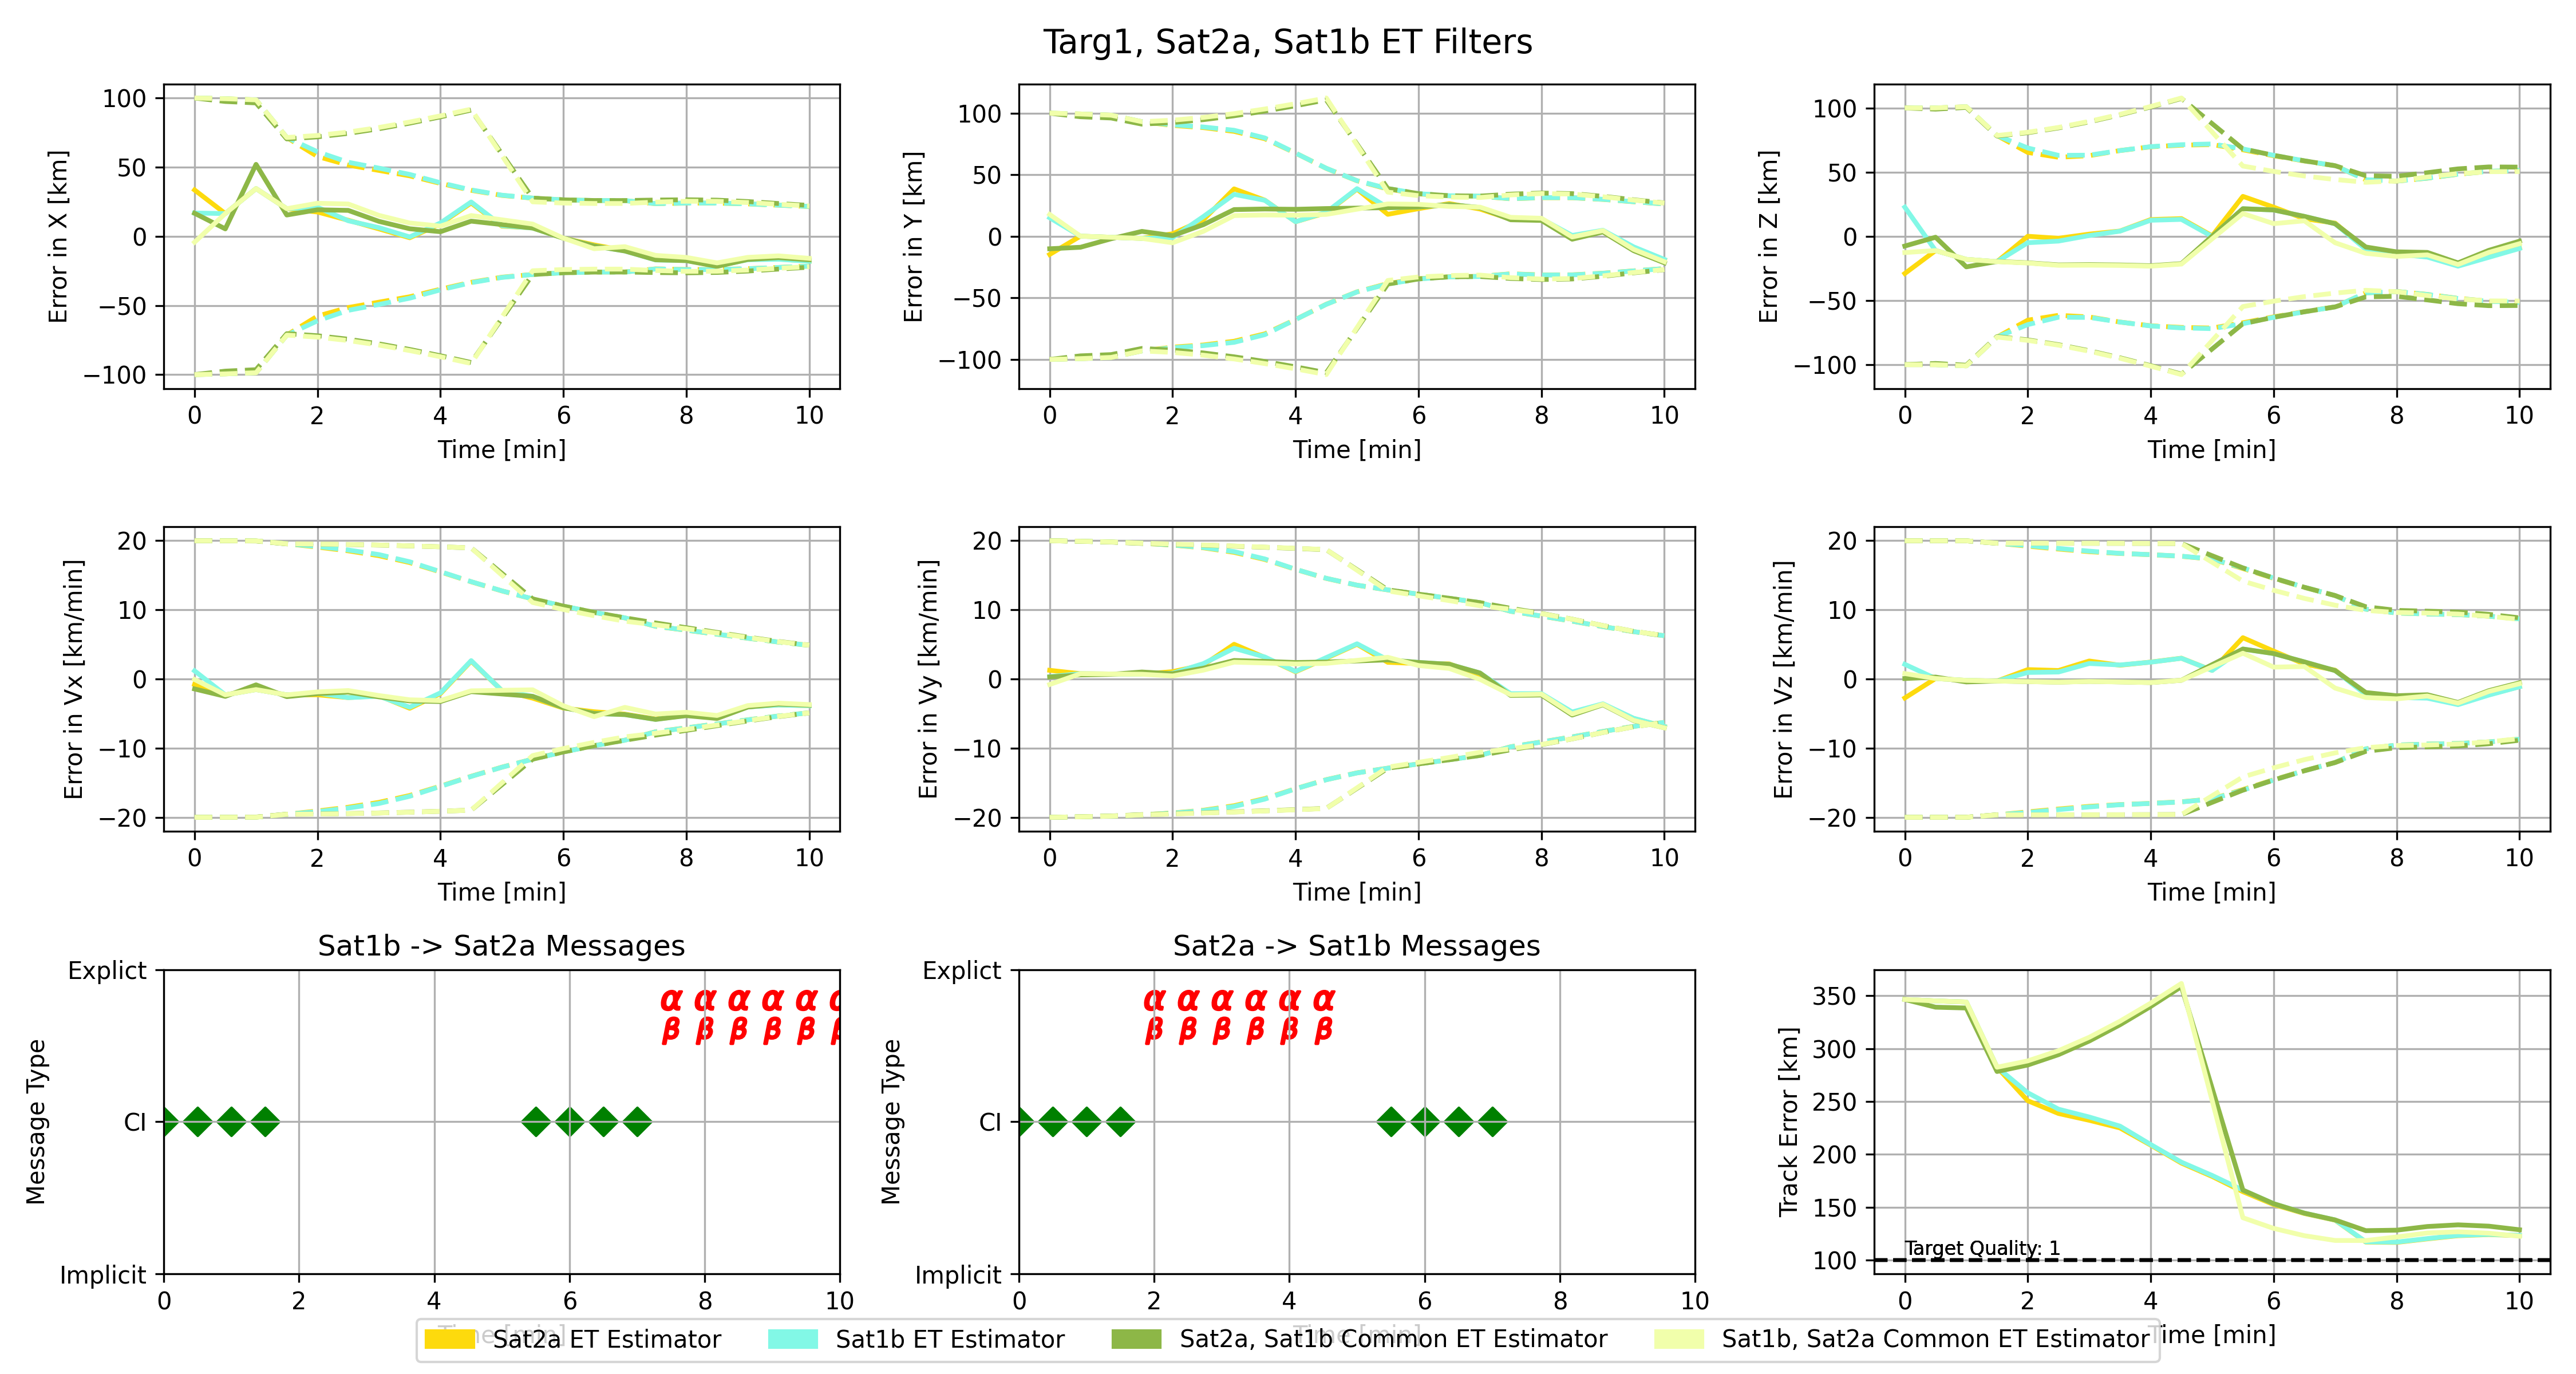 Targ1, Sat2a, Sat1b ET Filters
Error in X [km]
100
50
0
−50
−100
0 2 4 6 8 10
Time [min]
Error in Y [km]
100
50
0
−50
−100
0 2 4 6 8 10
Time [min]
Error in Z [km]
100
50
0
−50
−100
0 2 4 6 8 10
Time [min]
Error in Vx [km/min]
20
10
0
−10
−20
0 2 4 6 8 10
Time [min]
Error in Vy [km/min]
20
10
0
−10
−20
0 2 4 6 8 10
Time [min]
Error in Vz [km/min]
20
10
0
−10
−20
0 2 4 6 8 10
Time [min]
Sat1b -> Sat2a Messages
Message Type
Explict
α α α α α α
β β β β β β
CI
Implicit
0 2 4 6 8 10
Time [min]
Sat2a -> Sat1b Messages
Message Type
Explict
α α α α α α
β β β β β β
CI
Implicit
0 2 4 6 8 10
Time [min]
Track Error [km]
350
300
250
200
150
100
Target Quality: 1
0 2 4 6 8 10
Time [min]
Sat2a ET Estimator
Sat1b ET Estimator
Sat2a, Sat1b Common ET Estimator
Sat1b, Sat2a Common ET Estimator